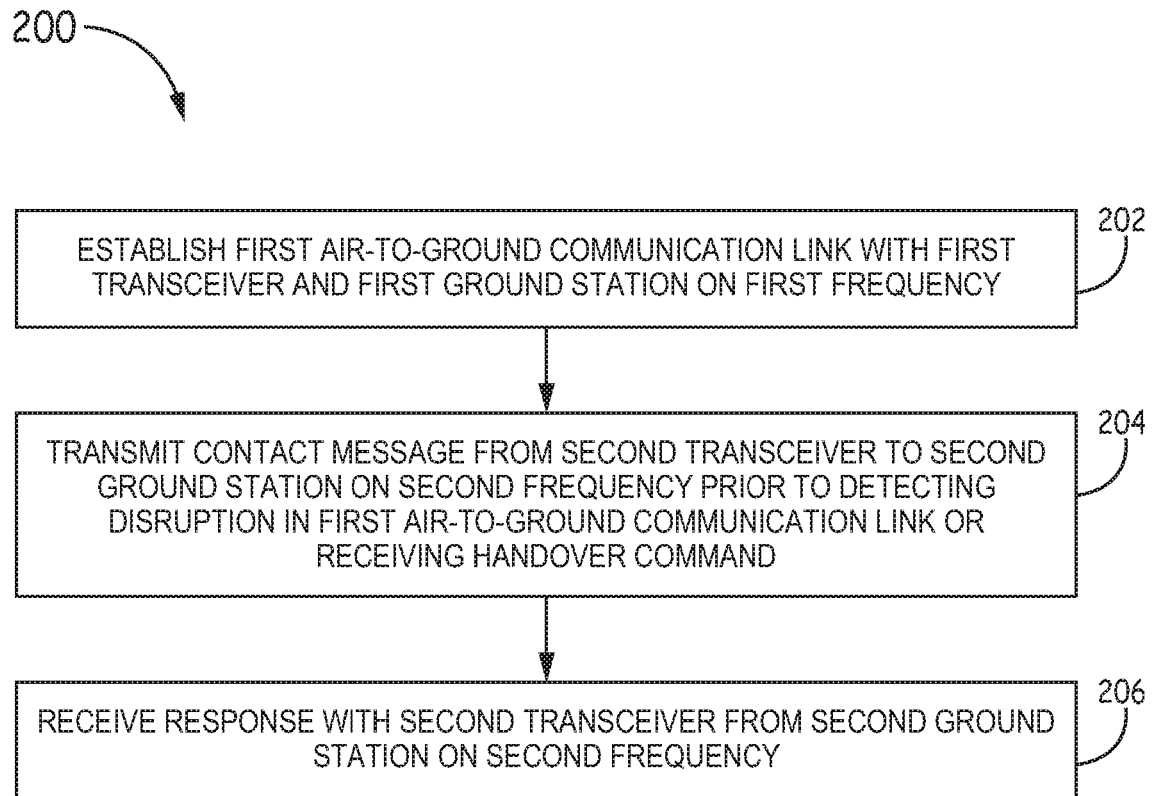 200
202
ESTABLISH FIRST AIR-TO-GROUND COMMUNICATION LINK WITH FIRST
TRANSCEIVER AND FIRST GROUND STATION ON FIRST FREQUENCY
204
TRANSMIT CONTACT MESSAGE FROM SECOND TRANSCEIVER TO SECOND
GROUND STATION ON SECOND FREQUENCY PRIOR TO DETECTING
DISRUPTION IN FIRST AIR-TO-GROUND COMMUNICATION LINK OR
RECEIVING HANDOVER COMMAND
206
RECEIVE RESPONSE WITH SECOND TRANSCEIVER FROM SECOND GROUND
STATION ON SECOND FREQUENCY